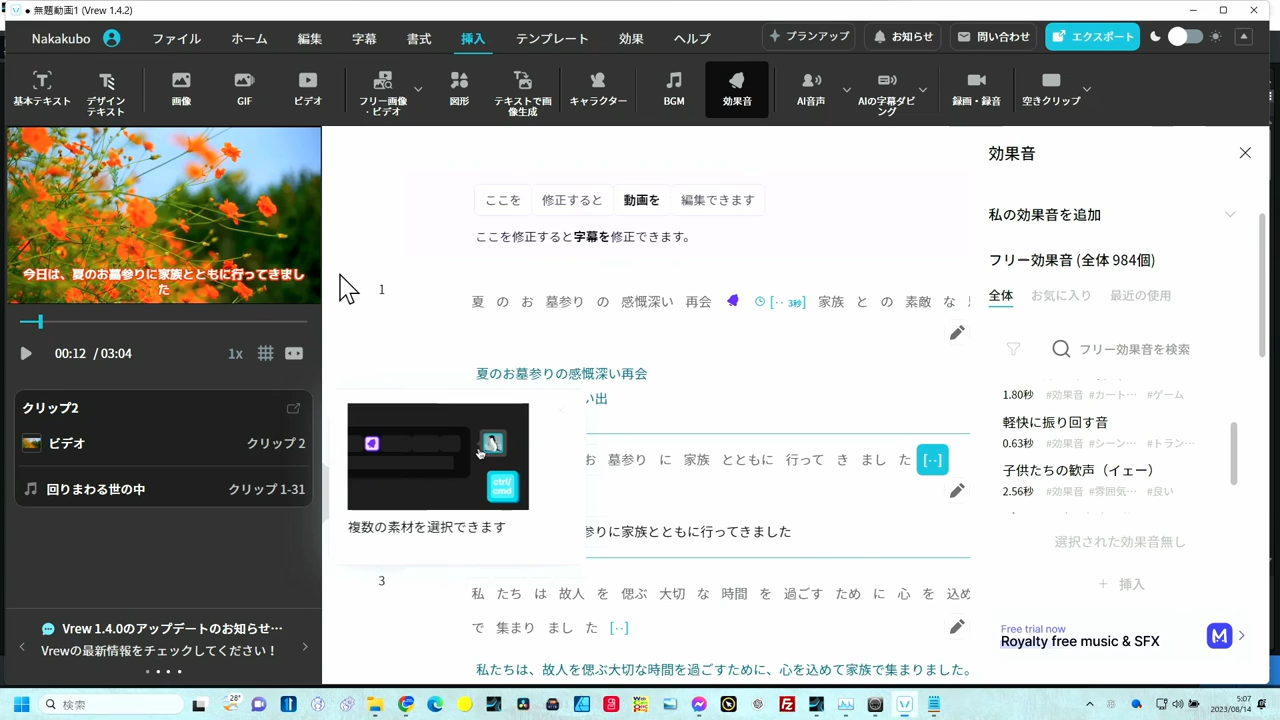 ● 無題動画1 (Vrew 1.4.2)
Nakakubo ファイル ホーム 編集 字幕 書式 挿入 テンプレート 効果 ヘルプ プランアップ お知らせ 問い合わせ エクスポート
基本テキスト デザインテキスト 画像 GIF ビデオ フリー画像・ビデオ 図形 テキストで画像生成 キャラクター BGM 効果音 AI音声 AIの字幕ダビング 録画・録音 空きクリップ
今日は、夏のお墓参りに家族とともに行ってきました
00:12 / 03:04 1x
クリップ2
ビデオ クリップ 2
回りまわる世の中 クリップ 1-31
Vrew 1.4.0のアップデートのお知らせ…
Vrewの最新情報をチェックしてください！
ここを 修正すると 動画を 編集できます
ここを修正すると字幕を修正できます。
1
夏 の お 墓参り の 感慨深い 再会 [·· 3秒] 家族 と の 素敵 な
夏のお墓参りの感慨深い再会
い出
お 墓参り に 家族 とともに 行って き まし た [··]
複数の素材を選択できます
ctrl/
cmd
参りに家族とともに行ってきました
3
私 たち は 故人 を 偲ぶ 大切 な 時間 を 過ごす ため に 心 を 込め
で 集まり まし た [··]
私たちは、故人を偲ぶ大切な時間を過ごすために、心を込めて家族で集まりました。
効果音
私の効果音を追加
フリー効果音 (全体 984個)
全体 お気に入り 最近の使用
フリー効果音を検索
1.80秒 #効果音 #カート… #ゲーム
軽快に振り回す音
0.63秒 #効果音 #シーン… #トラン…
子供たちの歓声（イェー）
2.56秒 #効果音 #雰囲気… #良い
選択された効果音無し
+ 挿入
Free trial now
Royalty free music & SFX
検索
28°
5:07
2023/08/14